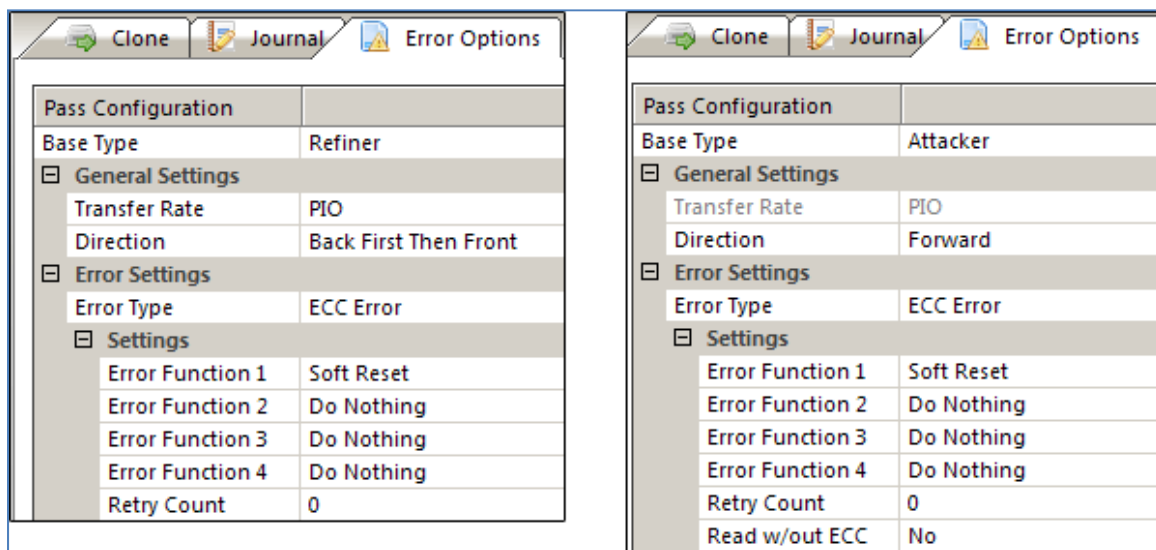 Clone Journal Error Options
Pass Configuration
Base Type Refiner
General Settings
Transfer Rate PIO
Direction Back First Then Front
Error Settings
Error Type ECC Error
Settings
Error Function 1 Soft Reset
Error Function 2 Do Nothing
Error Function 3 Do Nothing
Error Function 4 Do Nothing
Retry Count 0
Clone Journal Error Options
Pass Configuration
Base Type Attacker
General Settings
Transfer Rate PIO
Direction Forward
Error Settings
Error Type ECC Error
Settings
Error Function 1 Soft Reset
Error Function 2 Do Nothing
Error Function 3 Do Nothing
Error Function 4 Do Nothing
Retry Count 0
Read w/out ECC No